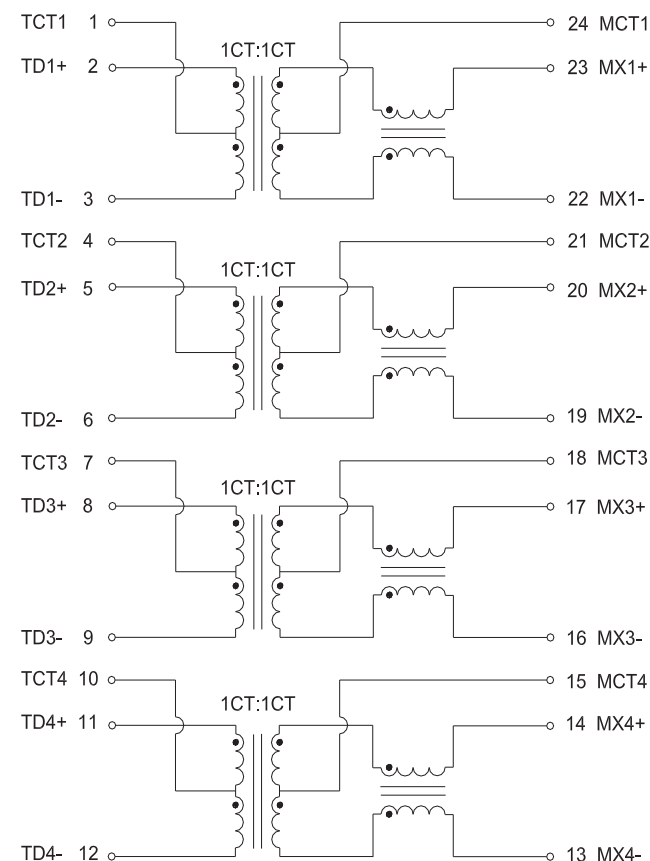 TCT1 1 24 MCT1
1CT:1CT
TD1+ 2 23 MX1+
TD1- 3 22 MX1-
TCT2 4 21 MCT2
1CT:1CT
TD2+ 5 20 MX2+
TD2- 6 19 MX2-
TCT3 7 18 MCT3
1CT:1CT
TD3+ 8 17 MX3+
TD3- 9 16 MX3-
TCT4 10 15 MCT4
1CT:1CT
TD4+ 11 14 MX4+
TD4- 12 13 MX4-